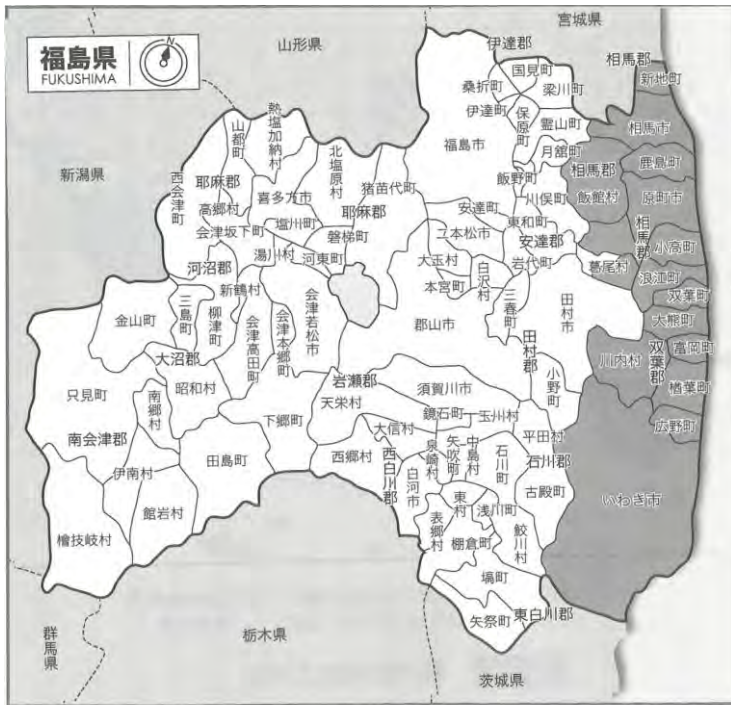 福島県
FUKUSHIMA
N
山形県
宮城県
新潟県
群馬県
栃木県
茨城県
伊達郡
国見町
桑折町
梁川町
伊達町
保原町
霊山町
福島市
月舘町
飯野町
川俣町
相馬郡
新地町
相馬市
相馬郡
鹿島町
飯館村
原町市
相馬郡
小高町
葛尾村
浪江町
双葉町
大熊町
双葉郡
富岡町
川内村
楢葉町
広野町
いわき市
熱塩加納村
山都町
北塩原村
西会津町
耶麻郡
喜多方市
耶麻郡
猪苗代町
高郷村
塩川町
会津坂下町
磐梯町
湯川村
河東町
河沼郡
新鶴村
安達町
二本松市
東和町
安達郡
大玉村
白沢村
岩代町
本宮町
三春町
田村市
郡山市
田村郡
小野町
金山町
三島町
柳津町
会津高田町
会津本郷町
会津若松市
大沼郡
昭和村
只見町
南郷村
南会津郡
伊南村
田島町
下郷町
館岩村
檜技岐村
岩瀬郡
天栄村
須賀川市
鏡石町
玉川村
大信村
西郷村
西白川郡
白河市
泉崎村
矢吹町
中島村
石川町
平田村
石川郡
古殿町
東村
浅川町
表郷村
棚倉町
鮫川村
塙町
矢祭町
東白川郡